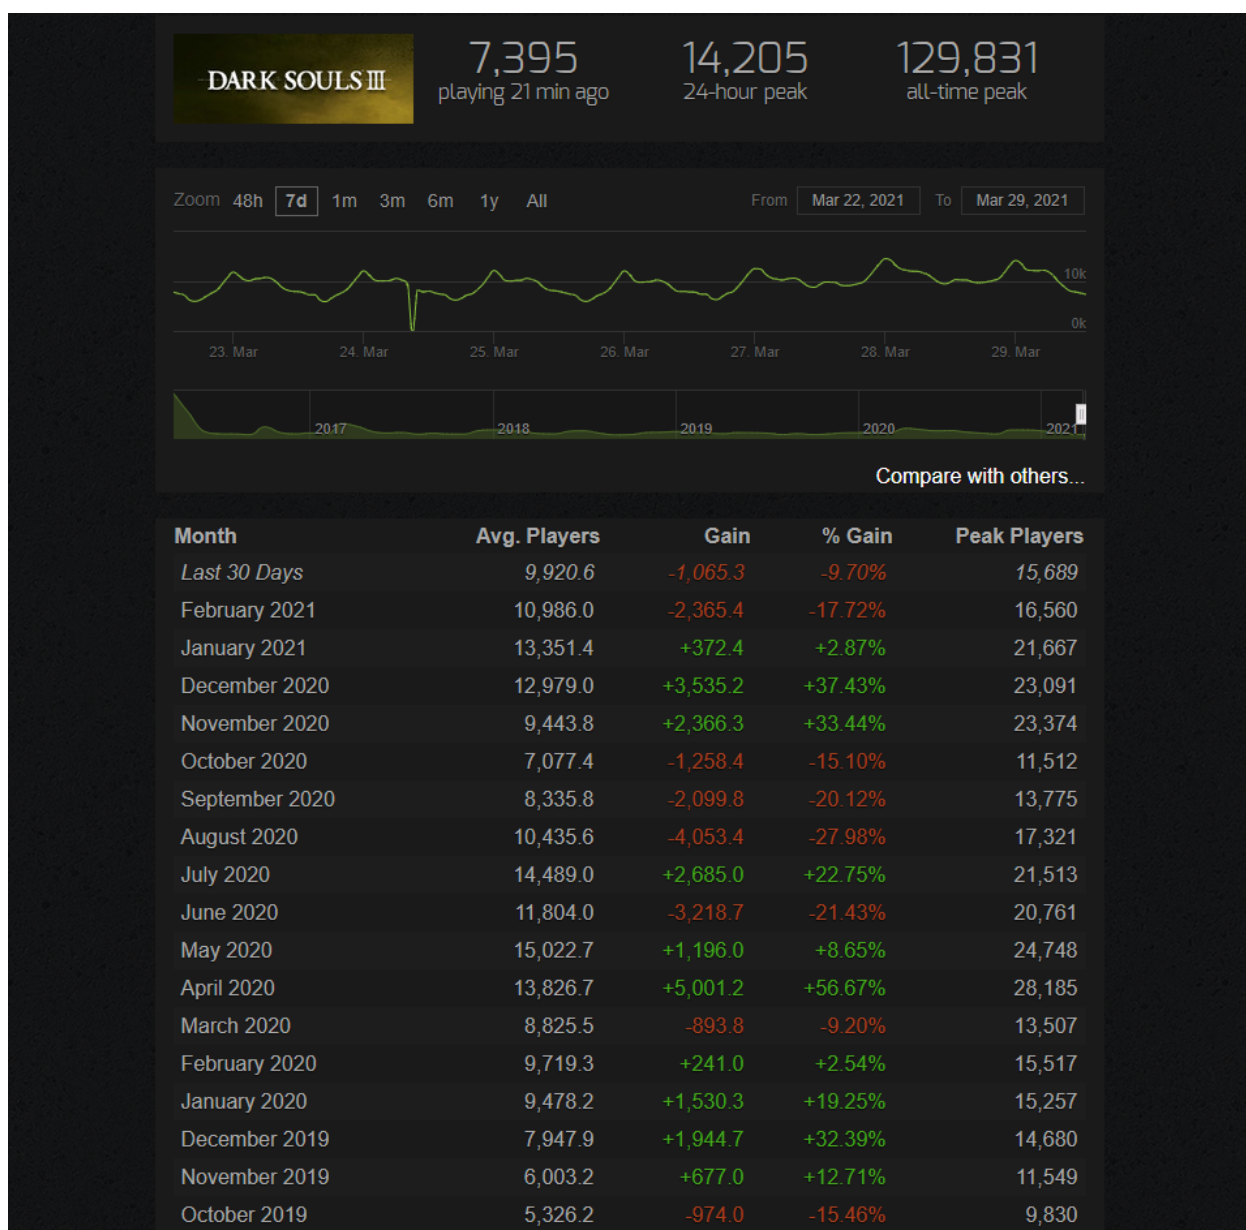 DARK SOULS III 7,395 14,205 129,831
playing 21 min ago 24-hour peak all-time peak
Zoom 48h 7d 1m 3m 6m 1y All From Mar 22, 2021 To Mar 29, 2021
10k
0k
23. Mar 24. Mar 25. Mar 26. Mar 27. Mar 28. Mar 29. Mar
2017 2018 2019 2020 2021
Compare with others...
Month Avg. Players Gain % Gain Peak Players
Last 30 Days 9,920.6 -1,065.3 -9.70% 15,689
February 2021 10,986.0 -2,365.4 -17.72% 16,560
January 2021 13,351.4 +372.4 +2.87% 21,667
December 2020 12,979.0 +3,535.2 +37.43% 23,091
November 2020 9,443.8 +2,366.3 +33.44% 23,374
October 2020 7,077.4 -1,258.4 -15.10% 11,512
September 2020 8,335.8 -2,099.8 -20.12% 13,775
August 2020 10,435.6 -4,053.4 -27.98% 17,321
July 2020 14,489.0 +2,685.0 +22.75% 21,513
June 2020 11,804.0 -3,218.7 -21.43% 20,761
May 2020 15,022.7 +1,196.0 +8.65% 24,748
April 2020 13,826.7 +5,001.2 +56.67% 28,185
March 2020 8,825.5 -893.8 -9.20% 13,507
February 2020 9,719.3 +241.0 +2.54% 15,517
January 2020 9,478.2 +1,530.3 +19.25% 15,257
December 2019 7,947.9 +1,944.7 +32.39% 14,680
November 2019 6,003.2 +677.0 +12.71% 11,549
October 2019 5,326.2 -974.0 -15.46% 9,830